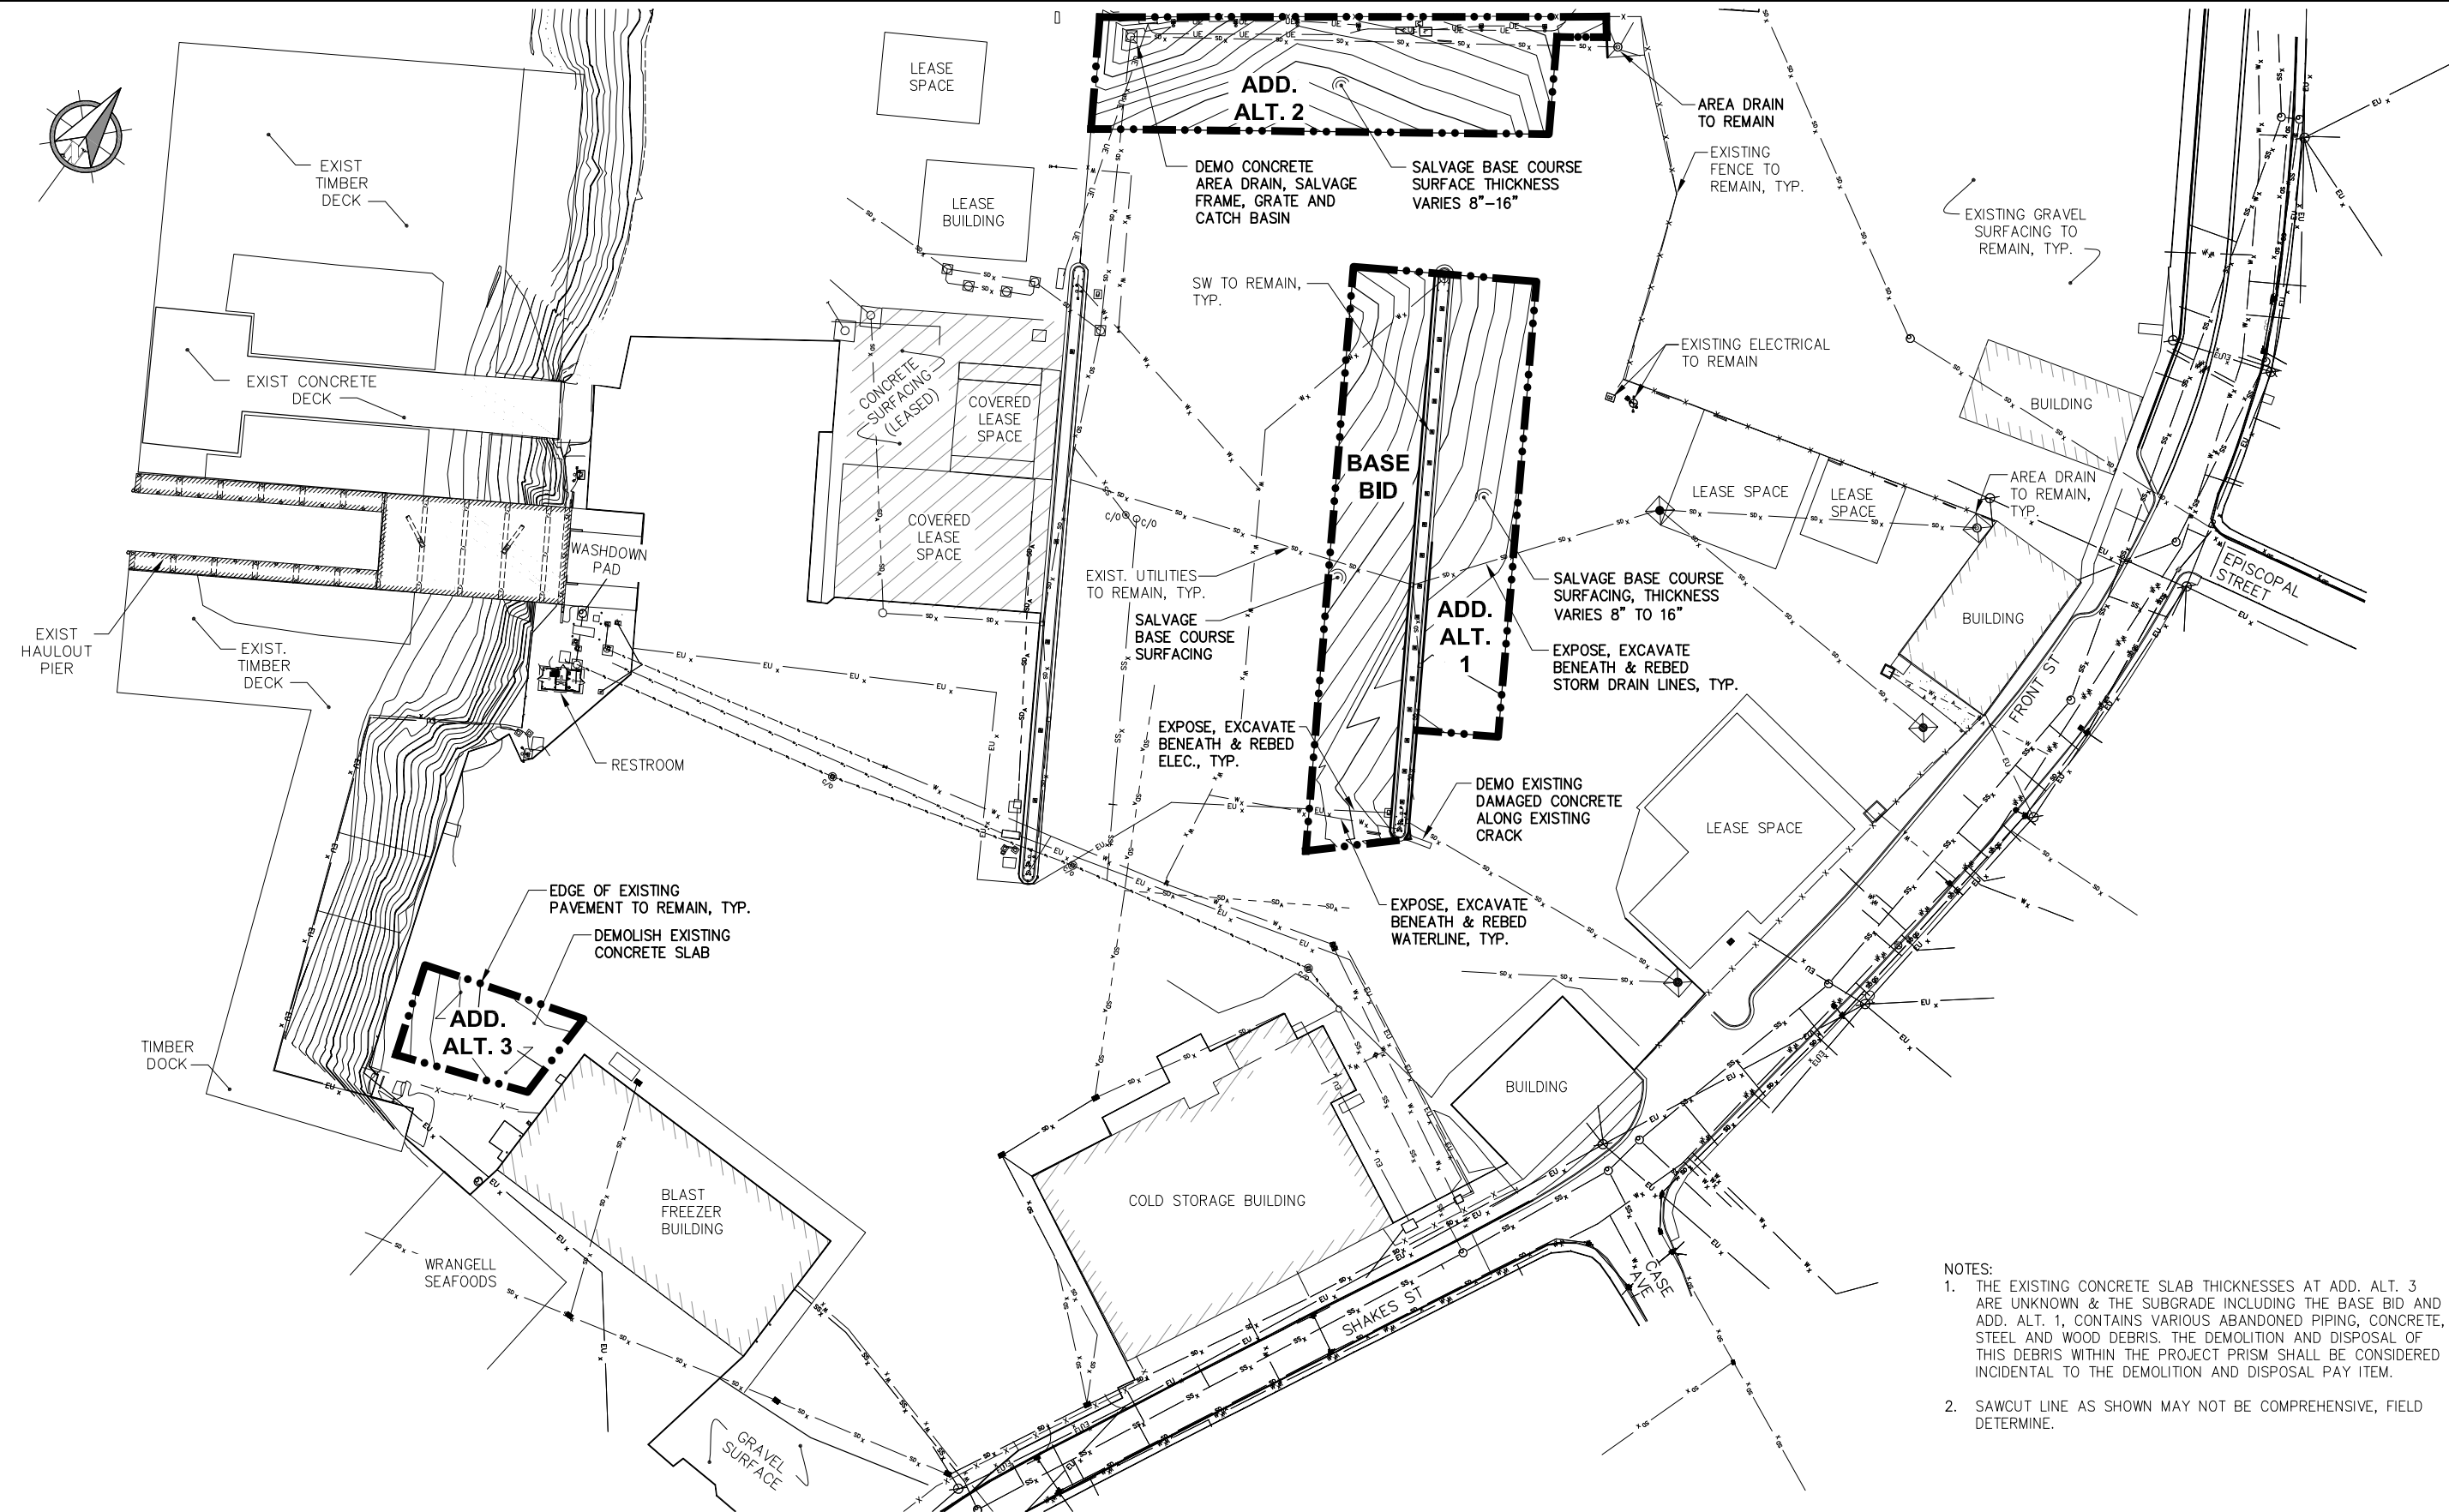 LEASE
SPACE
ADD.
ALT. 2
AREA DRAIN
TO REMAIN
EXIST
TIMBER
DECK
DEMO CONCRETE
AREA DRAIN, SALVAGE
FRAME, GRATE AND
CATCH BASIN
SALVAGE BASE COURSE
SURFACE THICKNESS
VARIES 8"-16"
EXISTING
FENCE TO
REMAIN, TYP.
LEASE
BUILDING
EXISTING GRAVEL
SURFACING TO
REMAIN, TYP.
SW TO REMAIN,
TYP.
EXISTING ELECTRICAL
TO REMAIN
EXIST CONCRETE
DECK
CONCRETE
SURFACING
(LEASED)
COVERED
LEASE
SPACE
BUILDING
BASE
BID
LEASE SPACE
LEASE
SPACE
AREA DRAIN
TO REMAIN,
TYP.
COVERED
LEASE
SPACE
C/O
C/O
WASHDOWN
PAD
EXIST. UTILITIES
TO REMAIN, TYP.
SALVAGE BASE COURSE
SURFACING, THICKNESS
VARIES 8" TO 16"
EPISCOPAL
STREET
EXIST
HAULOUT
PIER
EXIST.
TIMBER
DECK
SALVAGE
BASE COURSE
SURFACING
ADD.
ALT.
1
BUILDING
EXPOSE, EXCAVATE
BENEATH & REBED
STORM DRAIN LINES, TYP.
FRONT ST
RESTROOM
EXPOSE, EXCAVATE
BENEATH & REBED
ELEC., TYP.
C/O
DEMO EXISTING
DAMAGED CONCRETE
ALONG EXISTING
CRACK
LEASE SPACE
C/O
EDGE OF EXISTING
PAVEMENT TO REMAIN, TYP.
DEMOLISH EXISTING
CONCRETE SLAB
EXPOSE, EXCAVATE
BENEATH & REBED
WATERLINE, TYP.
C/O
ADD.
ALT. 3
TIMBER
DOCK
BUILDING
BLAST
FREEZER
BUILDING
COLD STORAGE BUILDING
WRANGELL
SEAFOODS
CASE
AVE
SHAKES ST
GRAVEL
SURFACE
NOTES:
1. THE EXISTING CONCRETE SLAB THICKNESSES AT ADD. ALT. 3
ARE UNKNOWN & THE SUBGRADE INCLUDING THE BASE BID AND
ADD. ALT. 1, CONTAINS VARIOUS ABANDONED PIPING, CONCRETE,
STEEL AND WOOD DEBRIS. THE DEMOLITION AND DISPOSAL OF
THIS DEBRIS WITHIN THE PROJECT PRISM SHALL BE CONSIDERED
INCIDENTAL TO THE DEMOLITION AND DISPOSAL PAY ITEM.
2. SAWCUT LINE AS SHOWN MAY NOT BE COMPREHENSIVE, FIELD
DETERMINE.